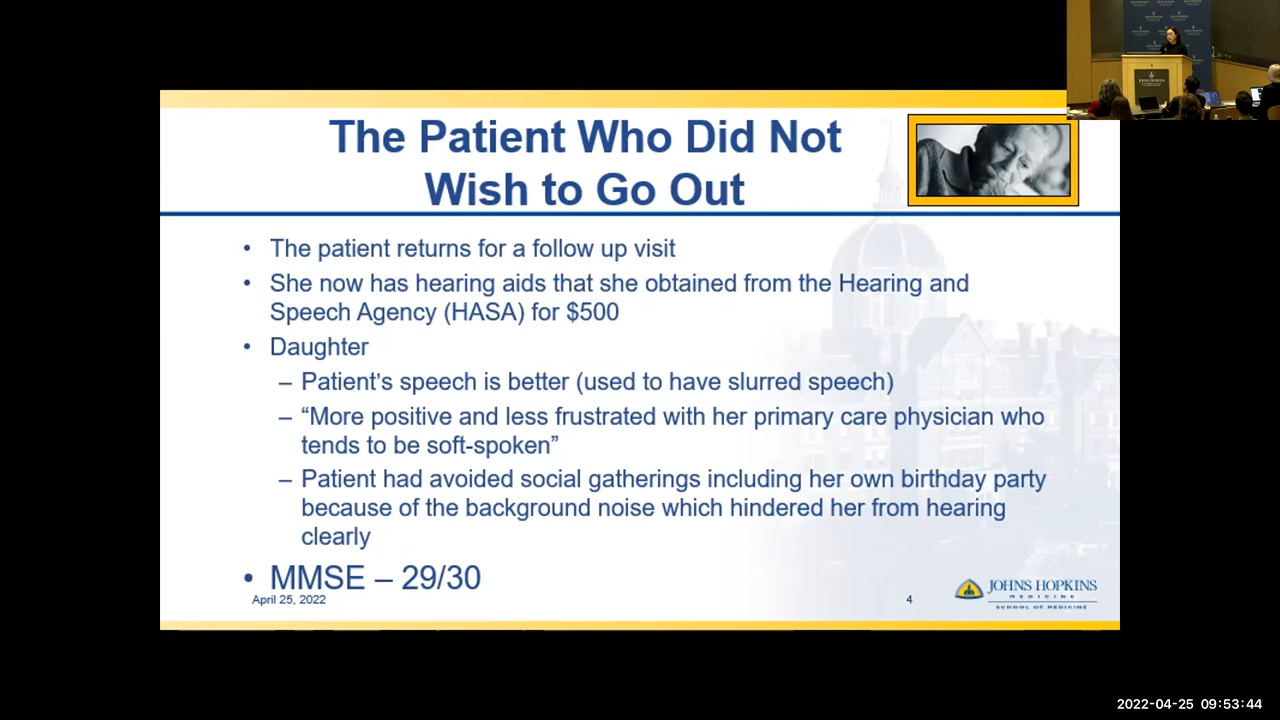 The Patient Who Did Not
Wish to Go Out
• The patient returns for a follow up visit
• She now has hearing aids that she obtained from the Hearing and
Speech Agency (HASA) for $500
• Daughter
– Patient's speech is better (used to have slurred speech)
– “More positive and less frustrated with her primary care physician who
tends to be soft-spoken”
– Patient had avoided social gatherings including her own birthday party
because of the background noise which hindered her from hearing
clearly
• MMSE – 29/30
April 25, 2022
4
JOHNS HOPKINS
MEDICINE
SCHOOL OF MEDICINE
JOHNS HOPKINS
2022-04-25 09:53:44